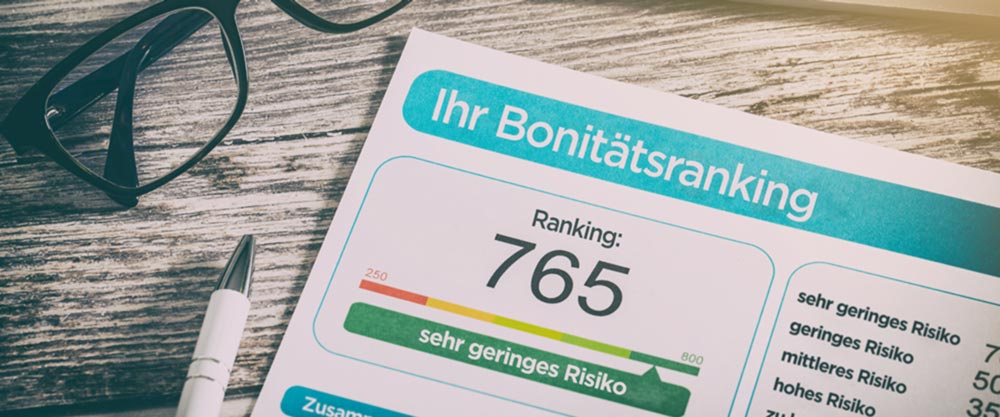 Ihr Bonitätsranking
Ranking:
765
250
800
sehr geringes Risiko
sehr geringes Risiko
geringes Risiko
mittleres Risiko
hohes Risiko